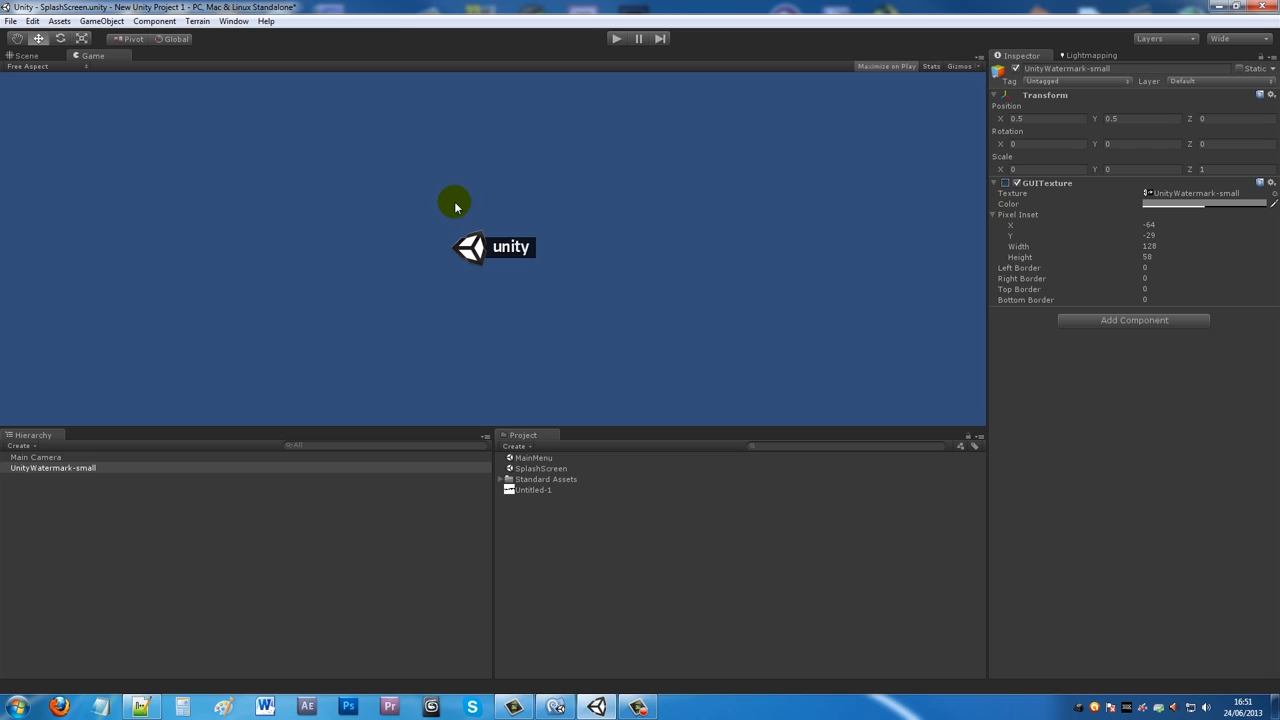 Unity - SplashScreen.unity - New Unity Project 1 - PC, Mac & Linux Standalone*
File Edit Assets GameObject Component Terrain Window Help
Pivot Global Layers Wide
Scene Game Inspector Lightmapping
Free Aspect Maximize on Play Stats Gizmos
UnityWatermark-small Static
Tag Untagged Layer Default
Transform
Position
X 0.5 Y 0.5 Z 0
Rotation
X 0 Y 0 Z 0
Scale
X 0 Y 0 Z 1
GUITexture
Texture UnityWatermark-small
Color
Pixel Inset
X -64
Y -29
Width 128
Height 58
Left Border 0
Right Border 0
Top Border 0
Bottom Border 0
Add Component
unity
Hierarchy
Create All
Main Camera
UnityWatermark-small
Project
Create
MainMenu
SplashScreen
Standard Assets
Untitled-1
W Ae Ps Pr S
16:51
24/06/2013